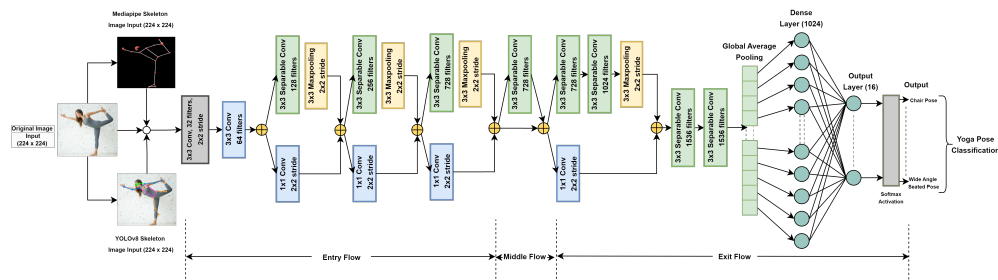 Mediapipe Skeleton
Image Input (224 x 224)
Original Image
Input
(224 x 224)
YOLOv8 Skeleton
Image Input (224 x 224)
3x3 Conv, 32 filters,
2x2 stride
3x3 Conv
64 filters
3x3 Separable Conv
128 filters
3x3 Maxpooling
2x2 stride
1x1 Conv
2x2 stride
3x3 Separable Conv
256 filters
3x3 Maxpooling
2x2 stride
1x1 Conv
2x2 stride
3x3 Separable Conv
728 filters
3x3 Maxpooling
2x2 stride
1x1 Conv
2x2 stride
3x3 Separable Conv
728 filters
3x3 Separable Conv
728 filters
3x3 Separable Conv
1024 filters
3x3 Maxpooling
2x2 stride
1x1 Conv
2x2 stride
3x3 Separable Conv
1536 filters
3x3 Separable Conv
1536 filters
Global Average
Pooling
Dense
Layer (1024)
Output
Layer (16)
Softmax
Activation
Output
Chair Pose
Wide Angle
Seated Pose
Yoga Pose
Classification
Entry Flow
Middle Flow
Exit Flow